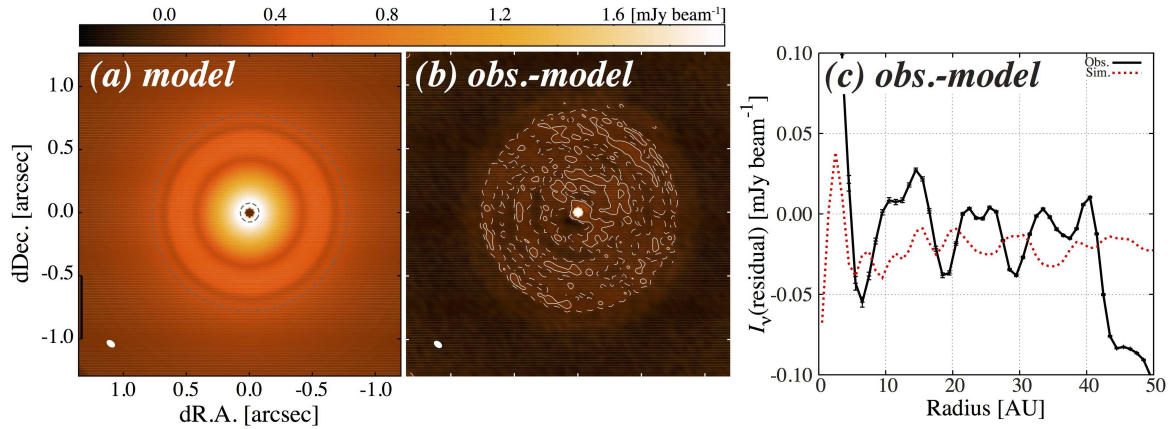 0.0 0.4 0.8 1.2 1.6 [mJy beam-1]
(a) model
(b) obs.-model
(c) obs.-model
Obs.
Sim.
dDec. [arcsec]
1.0
0.5
0.0
-0.5
-1.0
1.0 0.5 0.0 -0.5 -1.0
dR.A. [arcsec]
Iν(residual) [mJy beam-1]
0.10
0.05
0.00
-0.05
-0.10
0 10 20 30 40 50
Radius [AU]